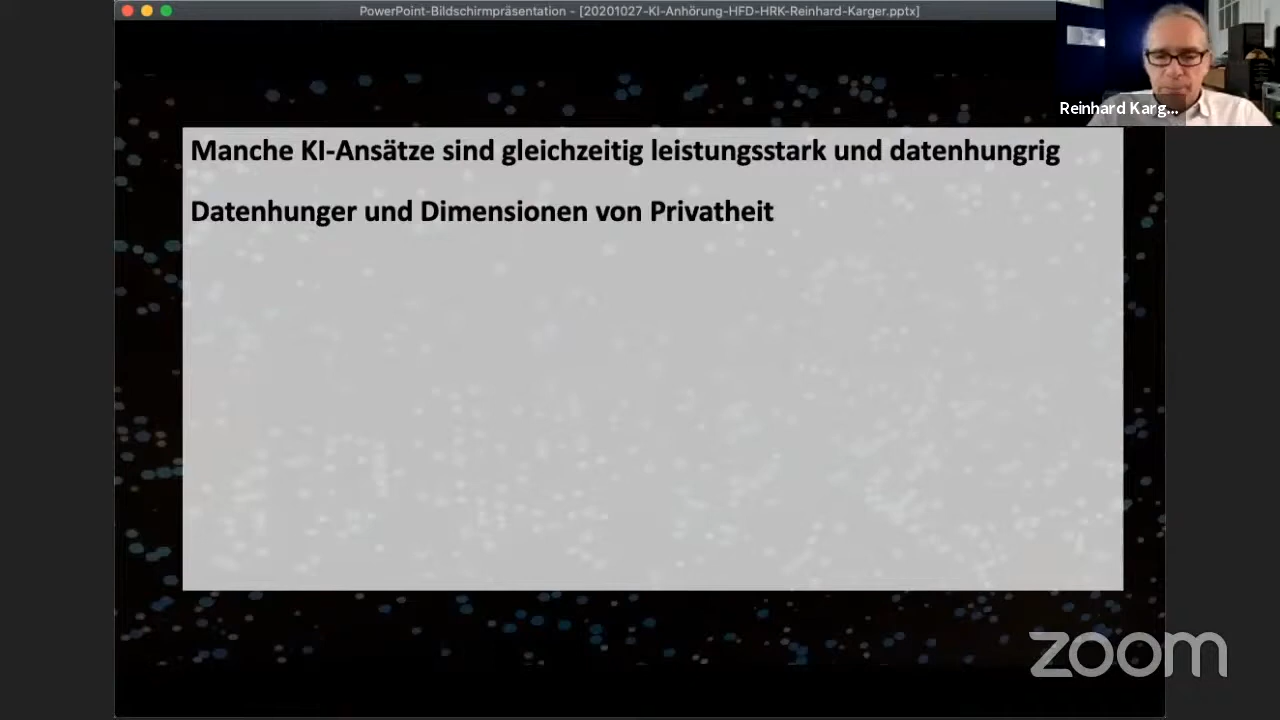 PowerPoint-Bildschirmpräsentation - [20201027-KI-Anhörung-HFD-HRK-Reinhard-Karger.pptx]
Reinhard Karg...
Manche KI-Ansätze sind gleichzeitig leistungsstark und datenhungrig
Datenhunger und Dimensionen von Privatheit
zoom